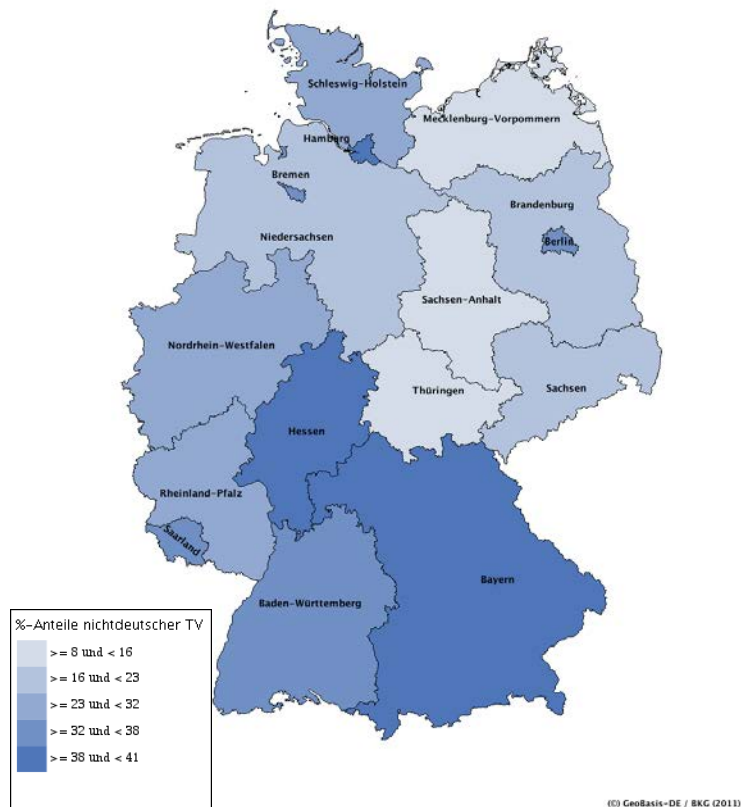 Schleswig-Holstein
Mecklenburg-Vorpommern
Hamburg
Bremen
Brandenburg
Niedersachsen
Berlin
Sachsen-Anhalt
Nordrhein-Westfalen
Thüringen
Sachsen
Hessen
Rheinland-Pfalz
Saarland
Bayern
Baden-Württemberg
%-Anteile nichtdeutscher TV
>= 8 und < 16
>= 16 und < 23
>= 23 und < 32
>= 32 und < 38
>= 38 und < 41
(C) GeoBasis-DE / BKG (2011)